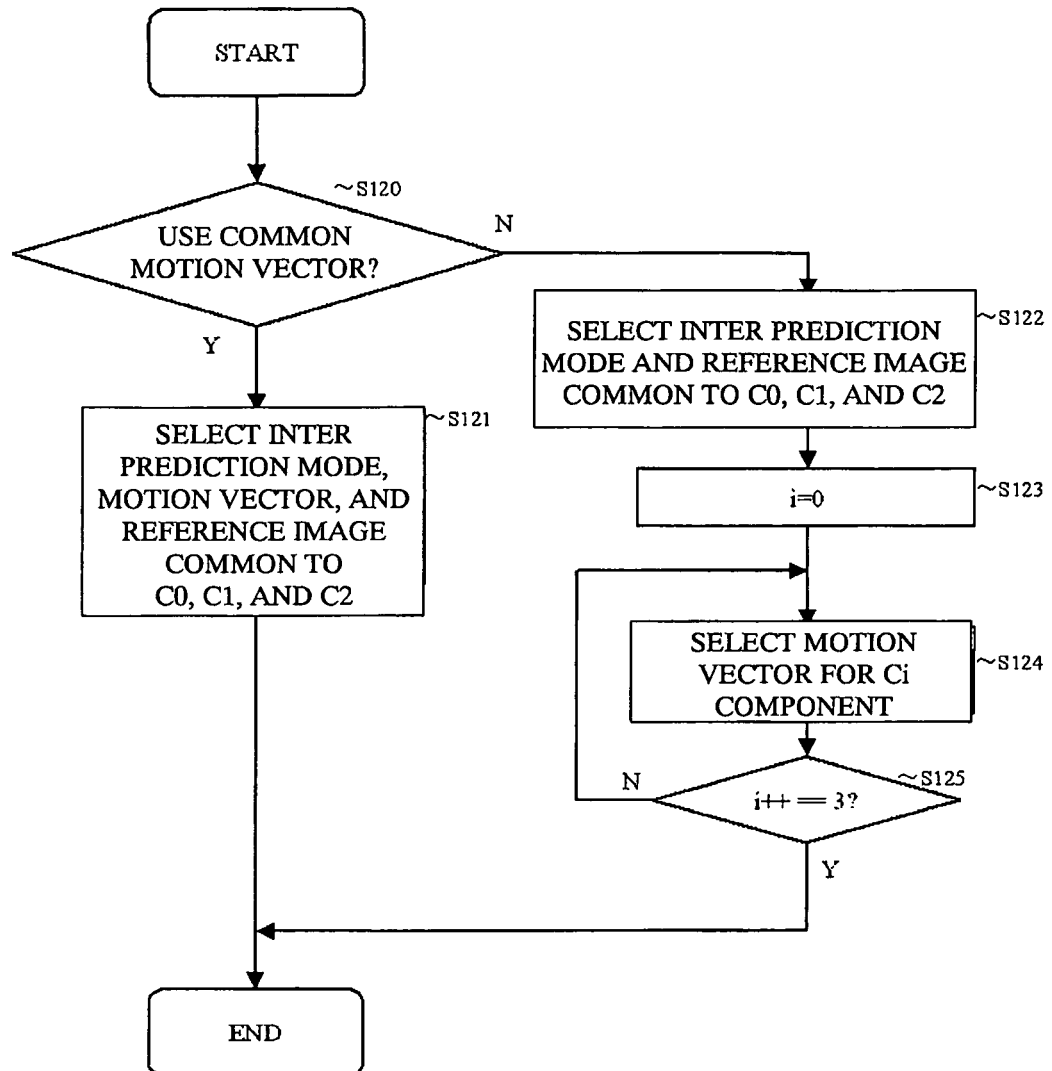 START
~S120
USE COMMON
MOTION VECTOR?
N
Y
~S121
SELECT INTER
PREDICTION MODE,
MOTION VECTOR, AND
REFERENCE IMAGE
COMMON TO
C0, C1, AND C2
~S122
SELECT INTER PREDICTION
MODE AND REFERENCE IMAGE
COMMON TO C0, C1, AND C2
i=0
~S123
SELECT MOTION
VECTOR FOR Ci
COMPONENT
~S124
~S125
N
i++ == 3?
Y
END